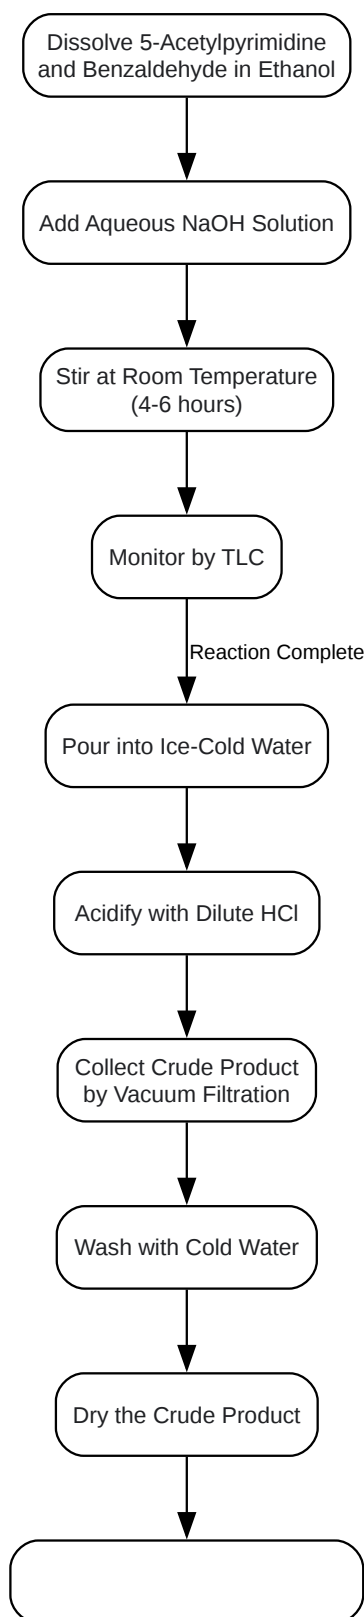 Dissolve 5-Acetylpyrimidine
and Benzaldehyde in Ethanol
Add Aqueous NaOH Solution
Stir at Room Temperature
(4-6 hours)
Monitor by TLC
Reaction Complete
Pour into Ice-Cold Water
Acidify with Dilute HCl
Collect Crude Product
by Vacuum Filtration
Wash with Cold Water
Dry the Crude Product